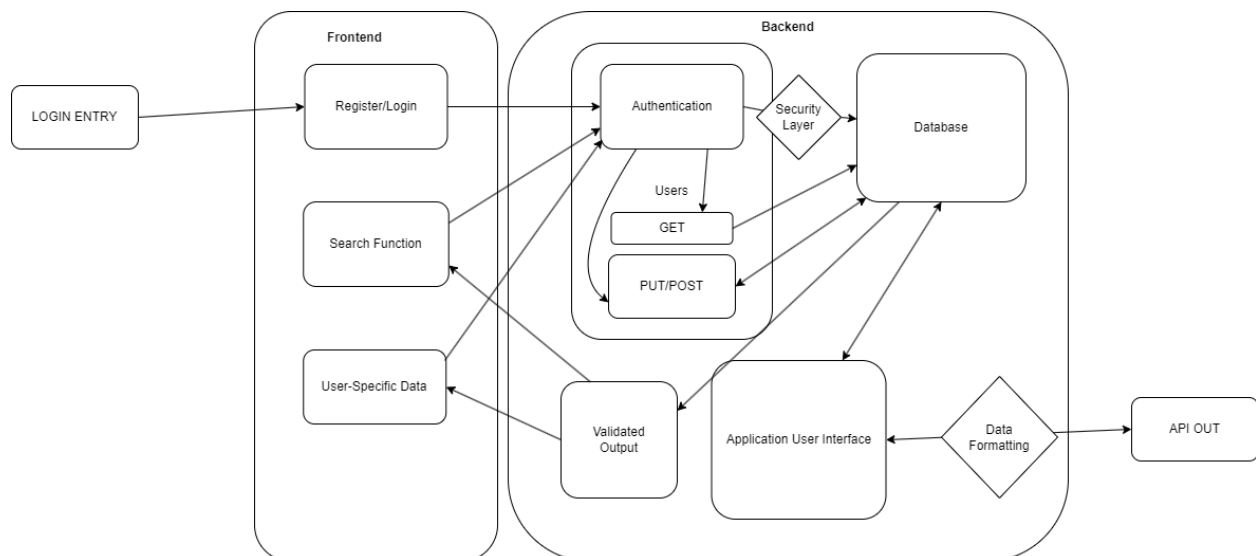 Frontend
Backend
LOGIN ENTRY
Register/Login
Authentication
Security
Layer
Database
Users
GET
Search Function
PUT/POST
User-Specific Data
Validated
Output
Application User Interface
Data
Formatting
API OUT